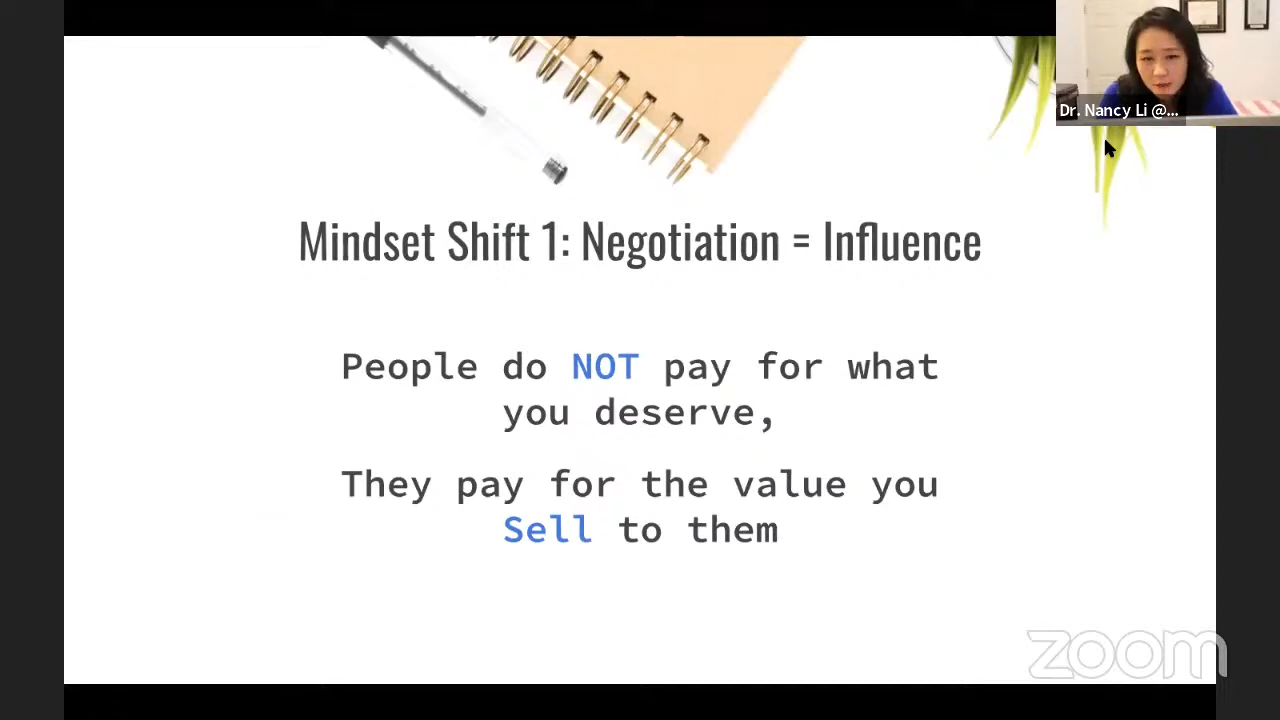 Dr. Nancy Li @...
Mindset Shift 1: Negotiation = Influence
People do NOT pay for what
you deserve,
They pay for the value you
Sell to them
zoom